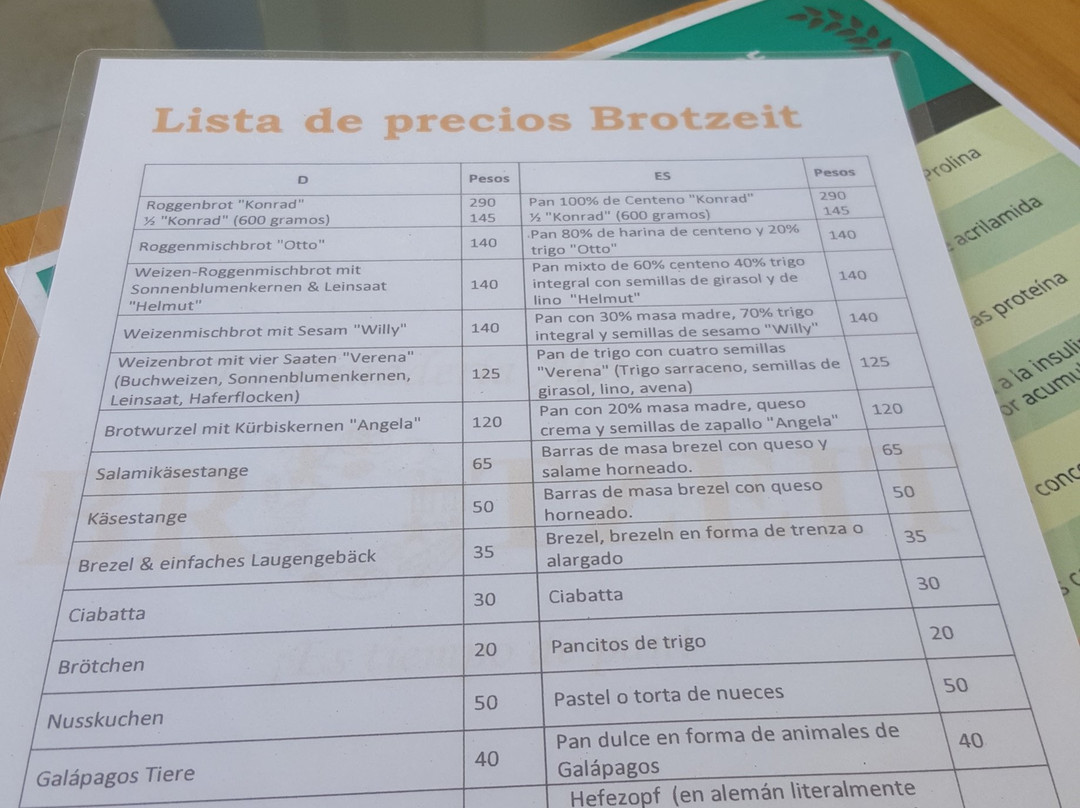 Lista de precios Brotzeit
D Pesos ES Pesos
Roggenbrot "Konrad" 290 Pan 100% de Centeno "Konrad" 290
½ "Konrad" (600 gramos) 145 ½ "Konrad" (600 gramos) 145
Roggenmischbrot "Otto" 140 Pan 80% de harina de centeno y 20% 140
trigo "Otto"
Weizen-Roggenmischbrot mit Pan mixto de 60% centeno 40% trigo
Sonnenblumenkernen & Leinsaat 140 integral con semillas de girasol y de 140
"Helmut" lino "Helmut"
Weizenmischbrot mit Sesam "Willy" 140 Pan con 30% masa madre, 70% trigo 140
integral y semillas de sesamo "Willy"
Weizenbrot mit vier Saaten "Verena" Pan de trigo con cuatro semillas
(Buchweizen, Sonnenblumenkernen, 125 "Verena" (Trigo sarraceno, semillas de 125
Leinsaat, Haferflocken) girasol, lino, avena)
Brotwurzel mit Kürbiskernen "Angela" 120 Pan con 20% masa madre, queso 120
crema y semillas de zapallo "Angela"
Salamikäsestange 65 Barras de masa brezel con queso y 65
salame horneado.
Käsestange 50 Barras de masa brezel con queso 50
horneado.
Brezel & einfaches Laugengebäck 35 Brezel, brezeln en forma de trenza o 35
alargado
Ciabatta 30 Ciabatta 30
Brötchen 20 Pancitos de trigo 20
Nusskuchen 50 Pastel o torta de nueces 50
Galápagos Tiere 40 Pan dulce en forma de animales de 40
Galápagos
Hefezopf (en alemán literalmente
Prolina
acrilamida
as proteína
a la insuli
or acumu
conc